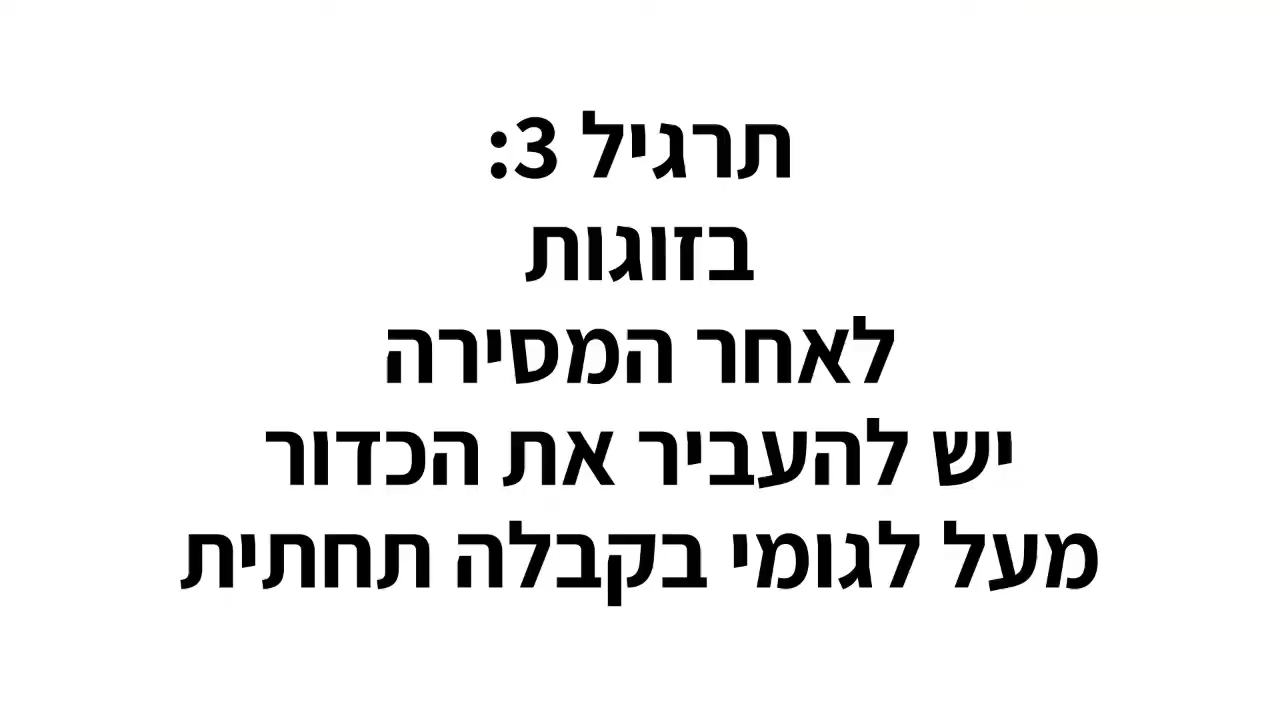 תרגיל 3:
בזוגות
לאחר המסירה
יש להעביר את הכדור
מעל לגומי בקבלה תחתית